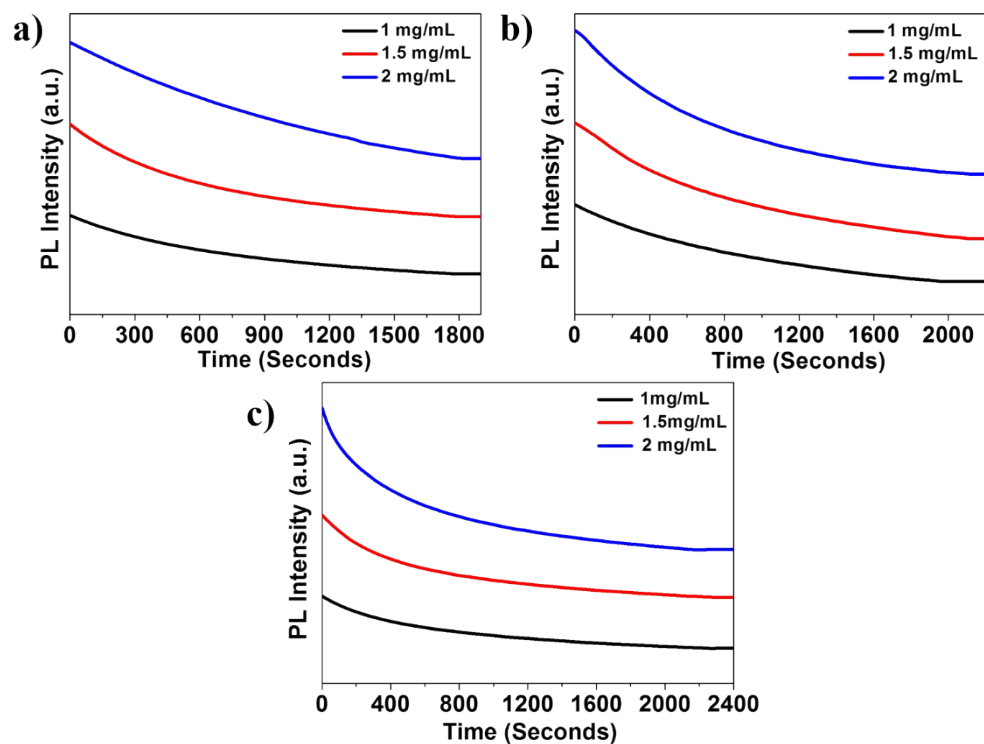 a)
1 mg/mL
1.5 mg/mL
2 mg/mL
PL Intensity (a.u.)
0 300 600 900 1200 1500 1800
Time (Seconds)
b)
1 mg/mL
1.5 mg/mL
2 mg/mL
PL Intensity (a.u.)
0 400 800 1200 1600 2000
Time (Seconds)
c)
1mg/mL
1.5mg/mL
2 mg/mL
PL Intensity (a.u.)
0 400 800 1200 1600 2000 2400
Time (Seconds)